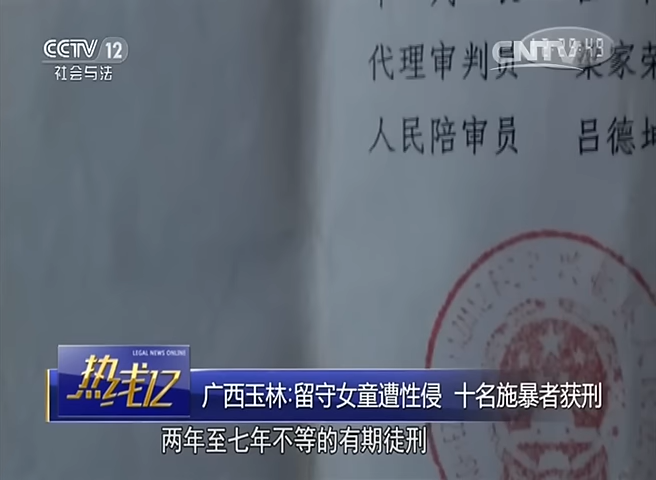 CCTV 12
社会与法
CNTV
代理审判员
人民陪审员 吕德坤
LEGAL NEWS ONLINE
热线12
广西玉林:留守女童遭性侵 十名施暴者获刑
两年至七年不等的有期徒刑